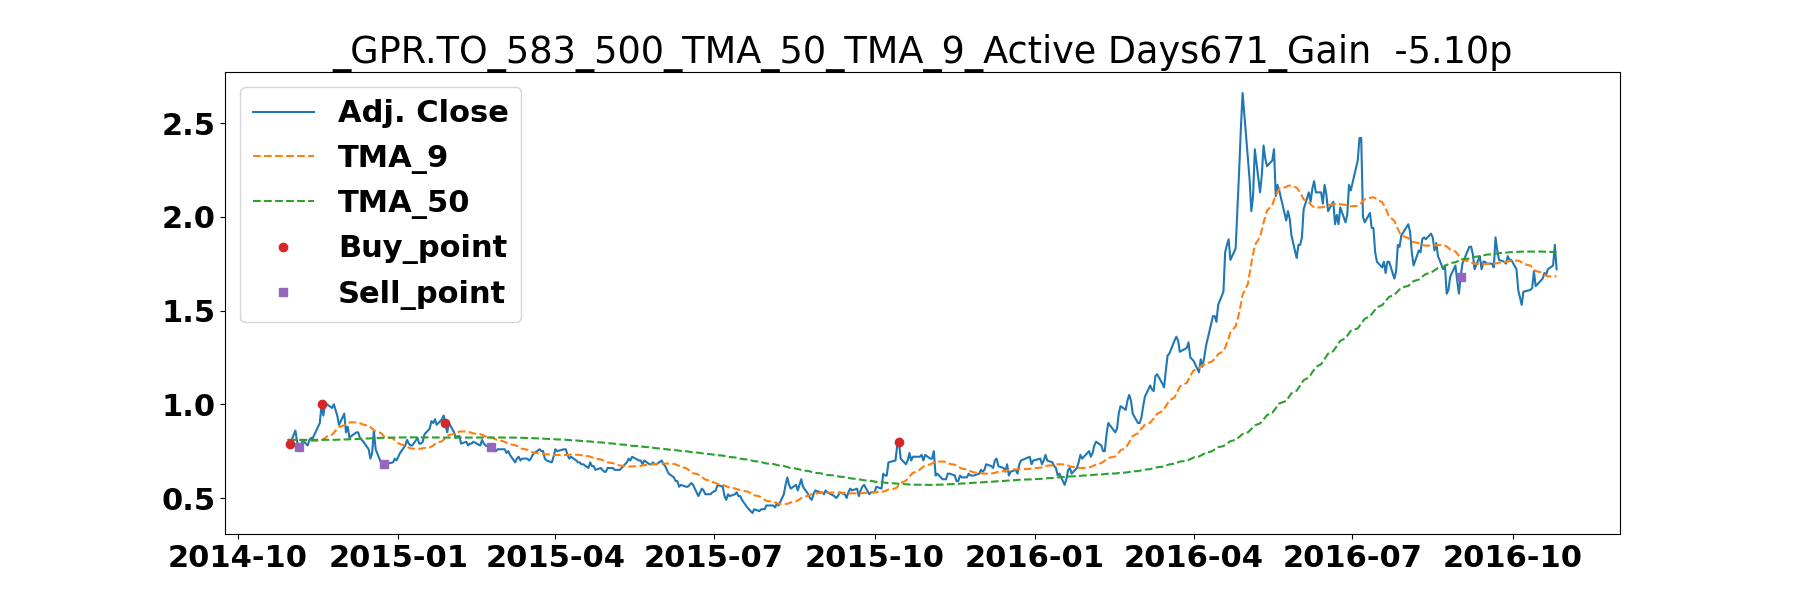 _GPR.TO_583_500_TMA_50_TMA_9_Active Days671_Gain  -5.10p
Adj. Close
TMA_9
TMA_50
Buy_point
Sell_point
2.5
2.0
1.5
1.0
0.5
2014-10 2015-01 2015-04 2015-07 2015-10 2016-01 2016-04 2016-07 2016-10